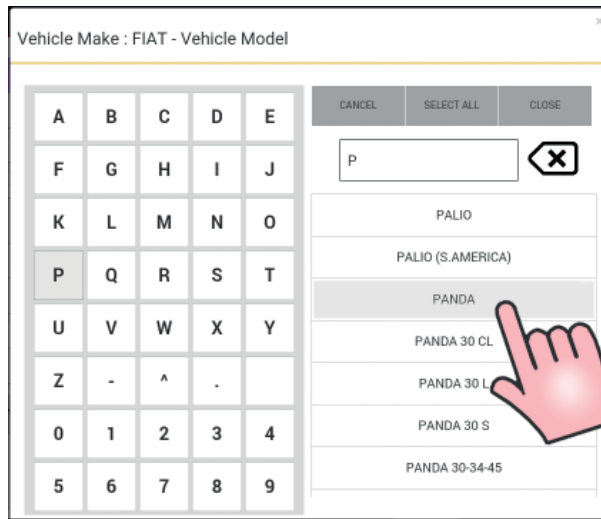 Vehicle Make : FIAT - Vehicle Model
A B C D E
F G H I J
K L M N O
P Q R S T
U V W X Y
Z - ^ .
0 1 2 3 4
5 6 7 8 9
CANCEL SELECT ALL CLOSE
P
PALIO
PALIO (S.AMERICA)
PANDA
PANDA 30 CL
PANDA 30 L
PANDA 30 S
PANDA 30-34-45